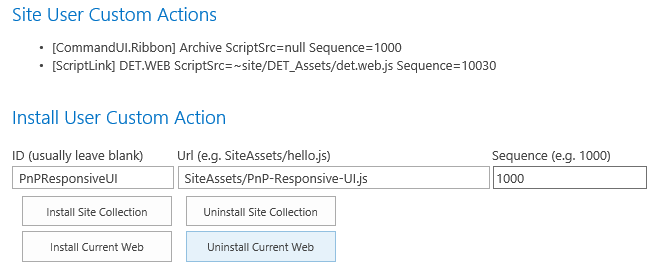 Site User Custom Actions
• [CommandUI.Ribbon] Archive ScriptSrc=null Sequence=1000
• [ScriptLink] DET.WEB ScriptSrc=~site/DET_Assets/det.web.js Sequence=10030
Install User Custom Action
ID (usually leave blank) Url (e.g. SiteAssets/hello.js) Sequence (e.g. 1000)
PnPResponsiveUI SiteAssets/PnP-Responsive-UI.js 1000
Install Site Collection Uninstall Site Collection
Install Current Web Uninstall Current Web